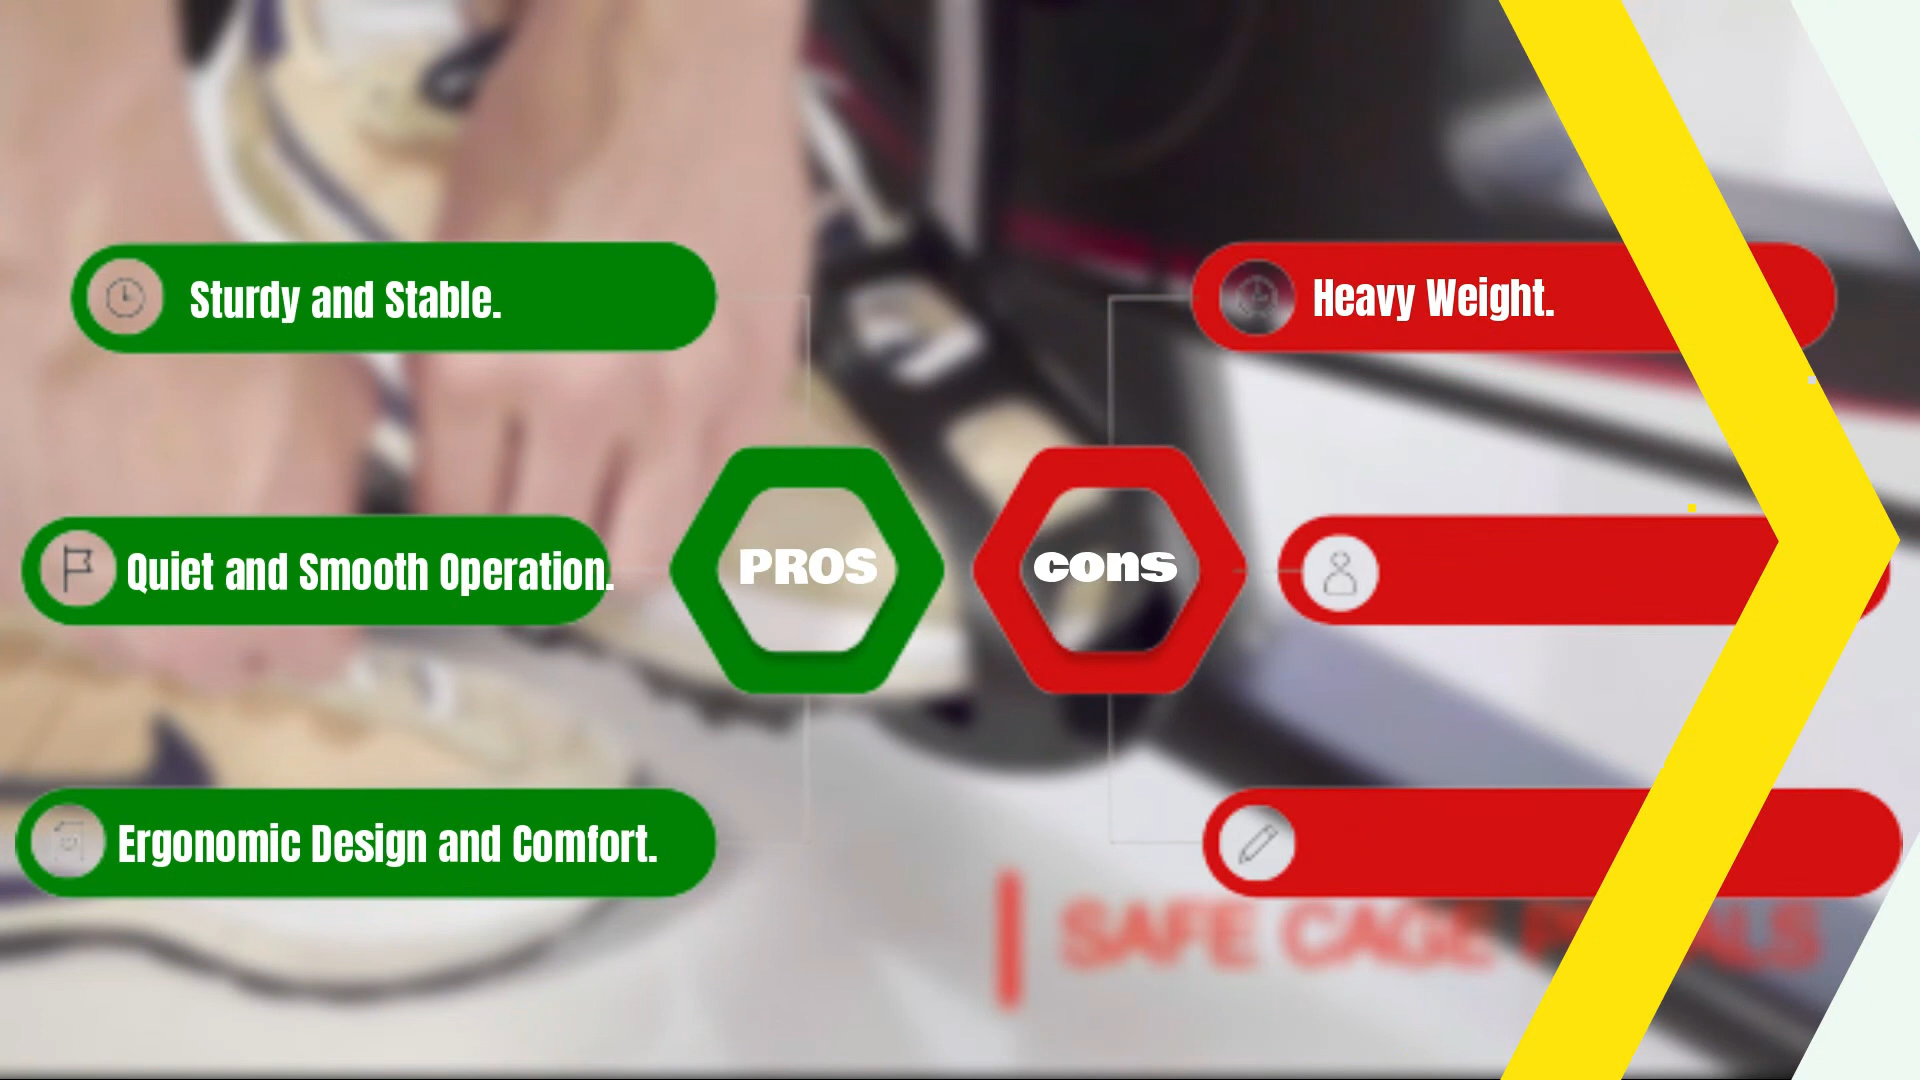 Sturdy and Stable.
Heavy Weight.
Quiet and Smooth Operation.
PROS
cons
Ergonomic Design and Comfort.
SAFE CAGE